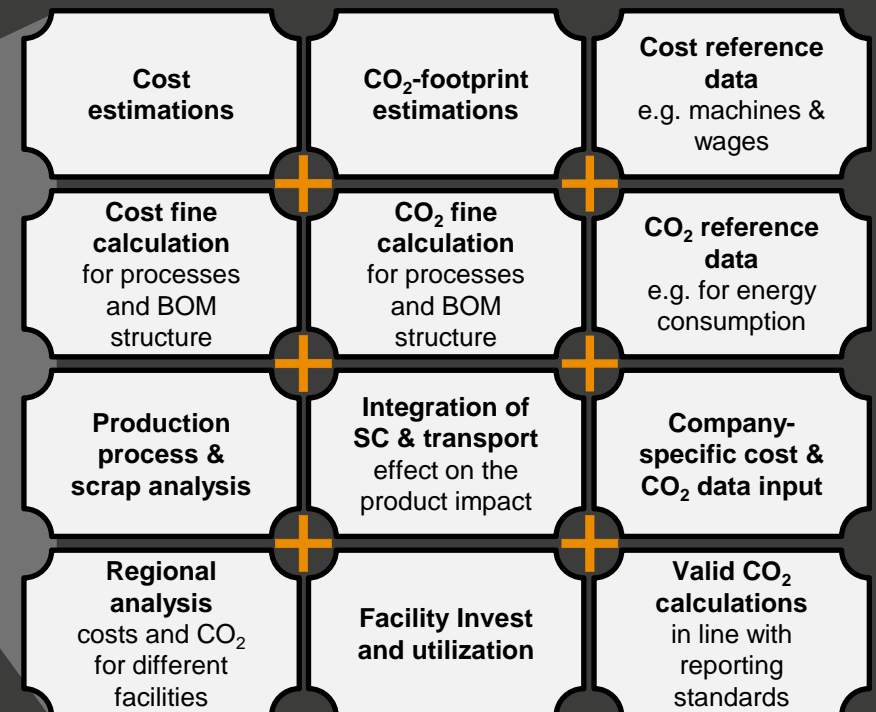 Cost
estimations
CO₂-footprint
estimations
Cost reference
data
e.g. machines &
wages
Cost fine
calculation
for processes
and BOM
structure
CO₂ fine
calculation
for processes
and BOM
structure
CO₂ reference
data
e.g. for energy
consumption
Production
process &
scrap analysis
Integration of
SC & transport
effect on the
product impact
Company-
specific cost &
CO₂ data input
Regional
analysis
costs and CO₂
for different
facilities
Facility Invest
and utilization
Valid CO₂
calculations
in line with
reporting
standards